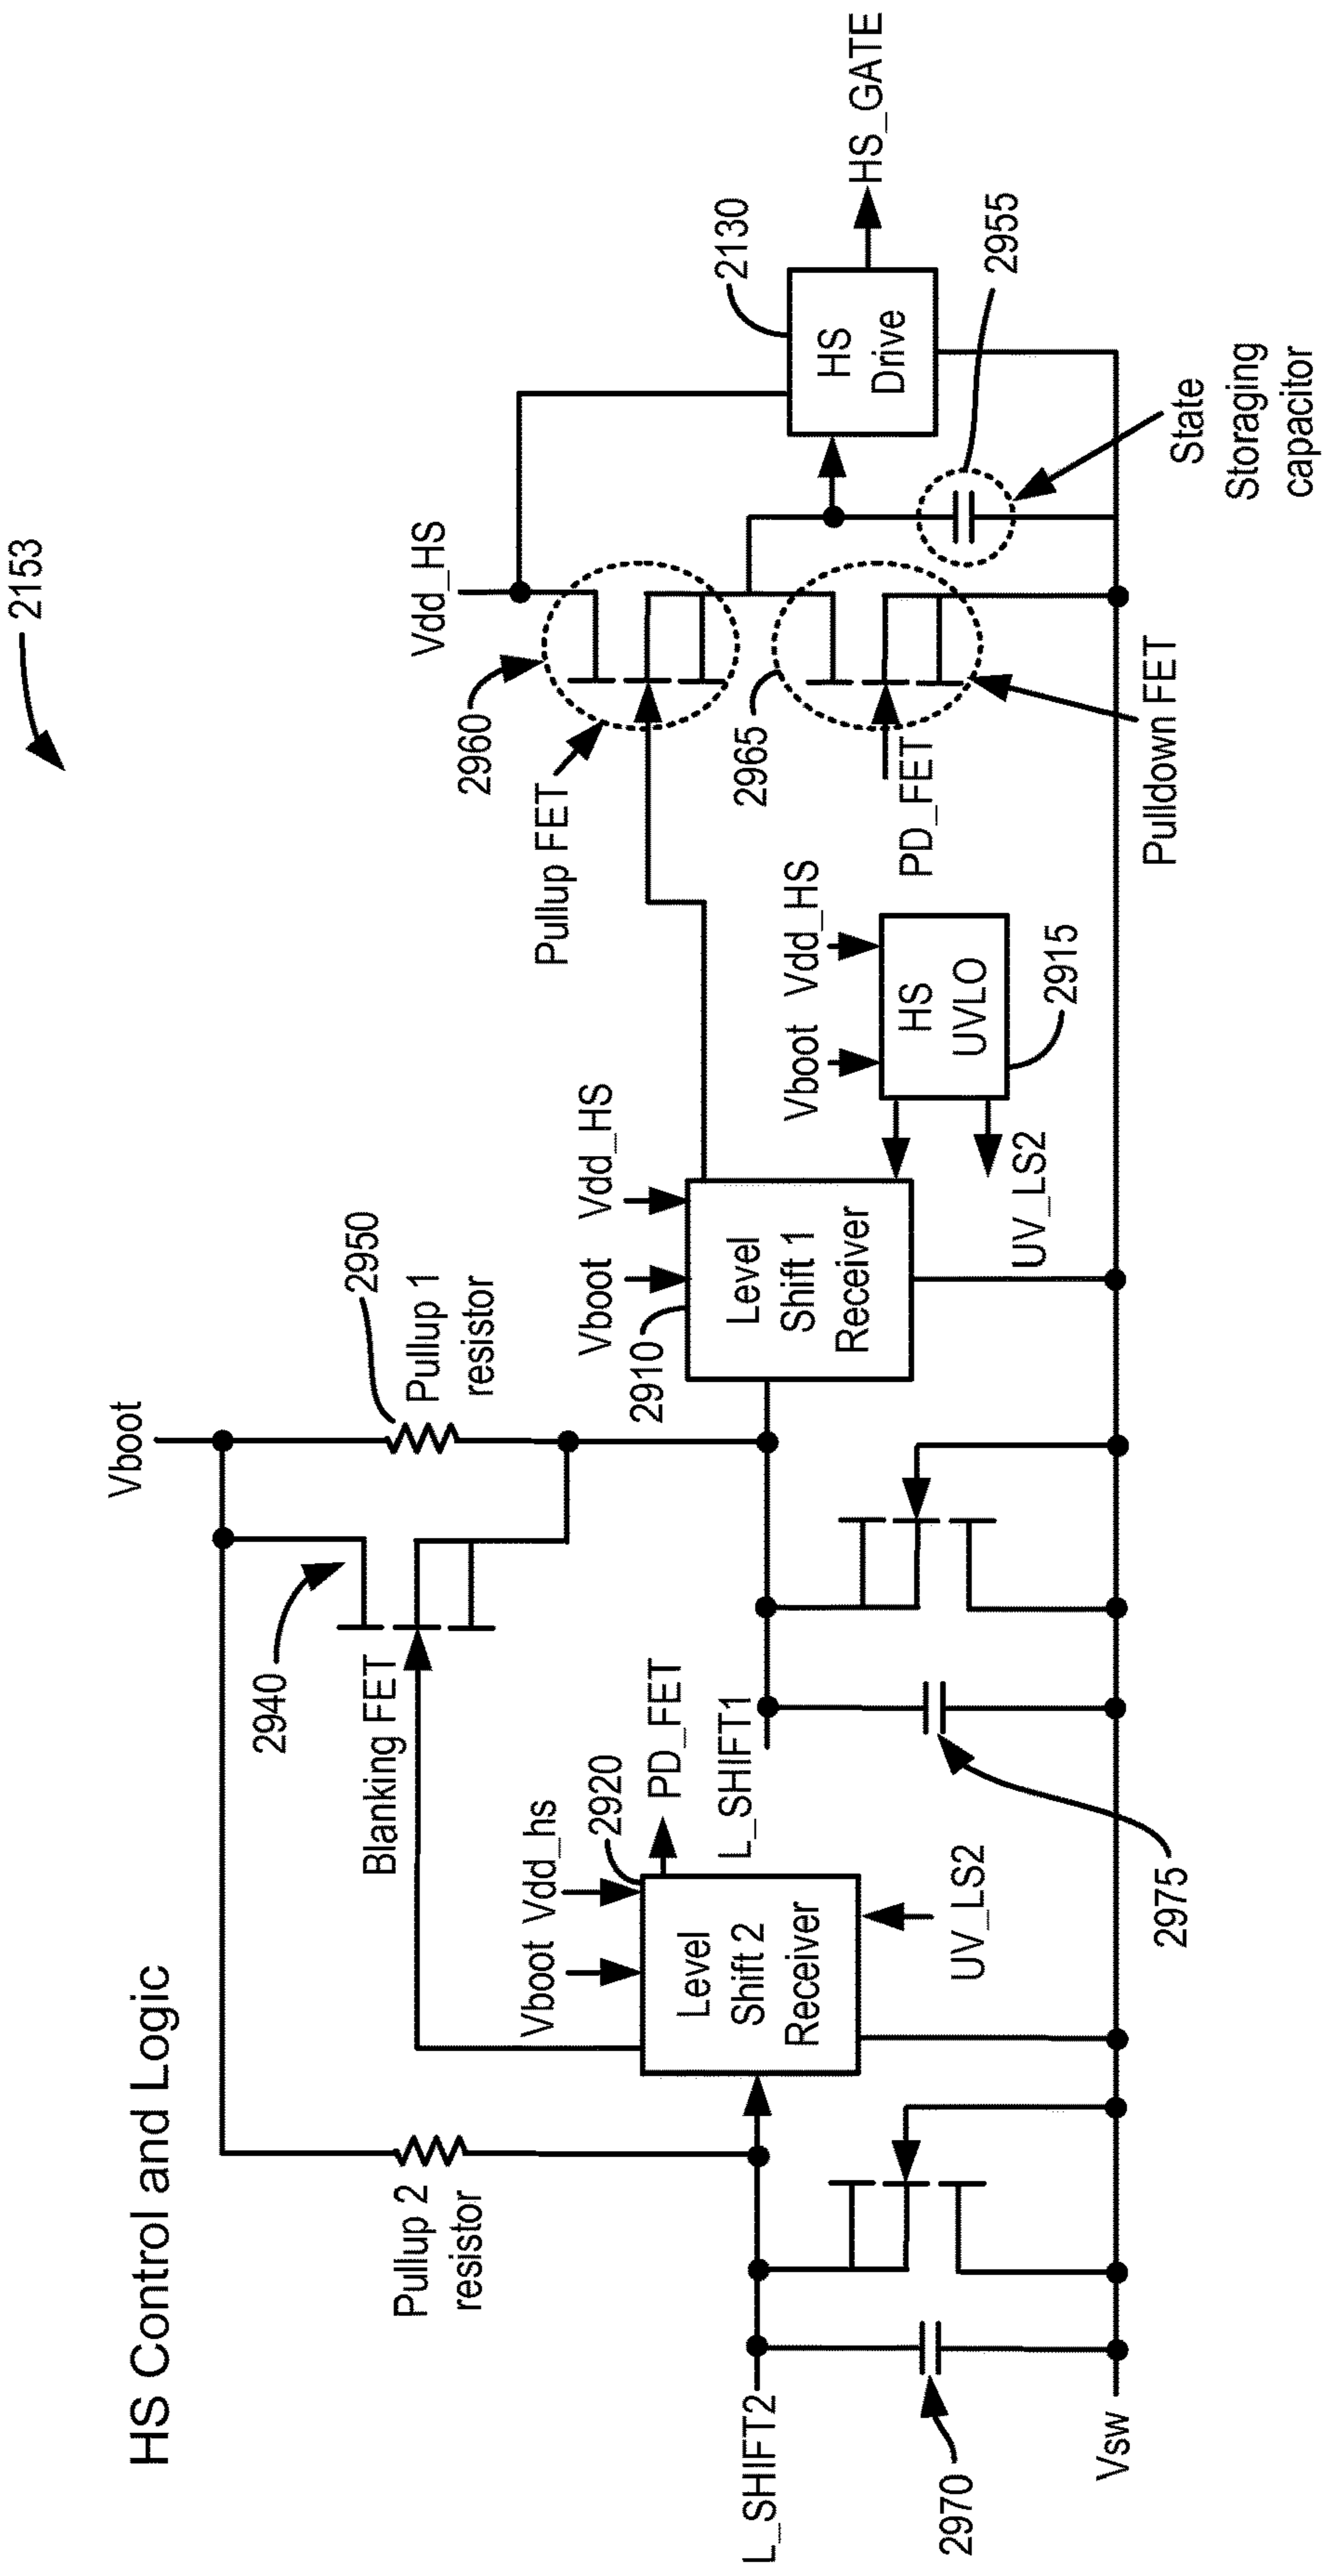 HS Control and Logic
2153
Vboot
2940
Blanking FET
2950
Pullup 1
resistor
Pullup 2
resistor
Vboot
Vdd_hs
2920
PD_FET
Level
Shift 2
Receiver
UV_LS2
L_SHIFT2
2970
Vsw
L_SHIFT1
2975
Vboot
Vdd_HS
2910
Level
Shift 1
Receiver
Vboot
Vdd_HS
HS
UVLO
2915
UV_LS2
Vdd_HS
2960
Pullup FET
2965
PD_FET
Pulldown FET
2130
HS
Drive
HS_GATE
2955
State
Storaging
capacitor